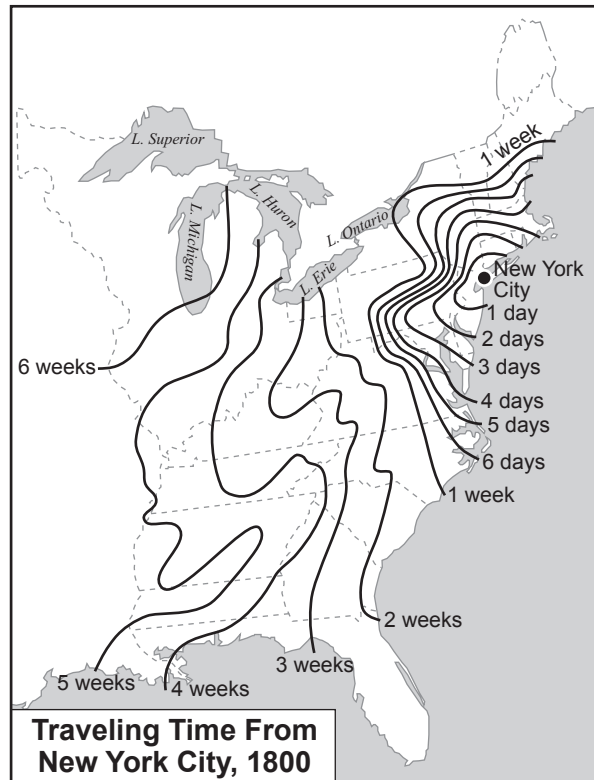 L. Superior
1 week
L. Huron
L. Michigan
L. Ontario
L. Erie
New York
City
1 day
2 days
3 days
6 weeks
4 days
5 days
6 days
1 week
2 weeks
3 weeks
5 weeks
4 weeks
Traveling Time From
New York City, 1800